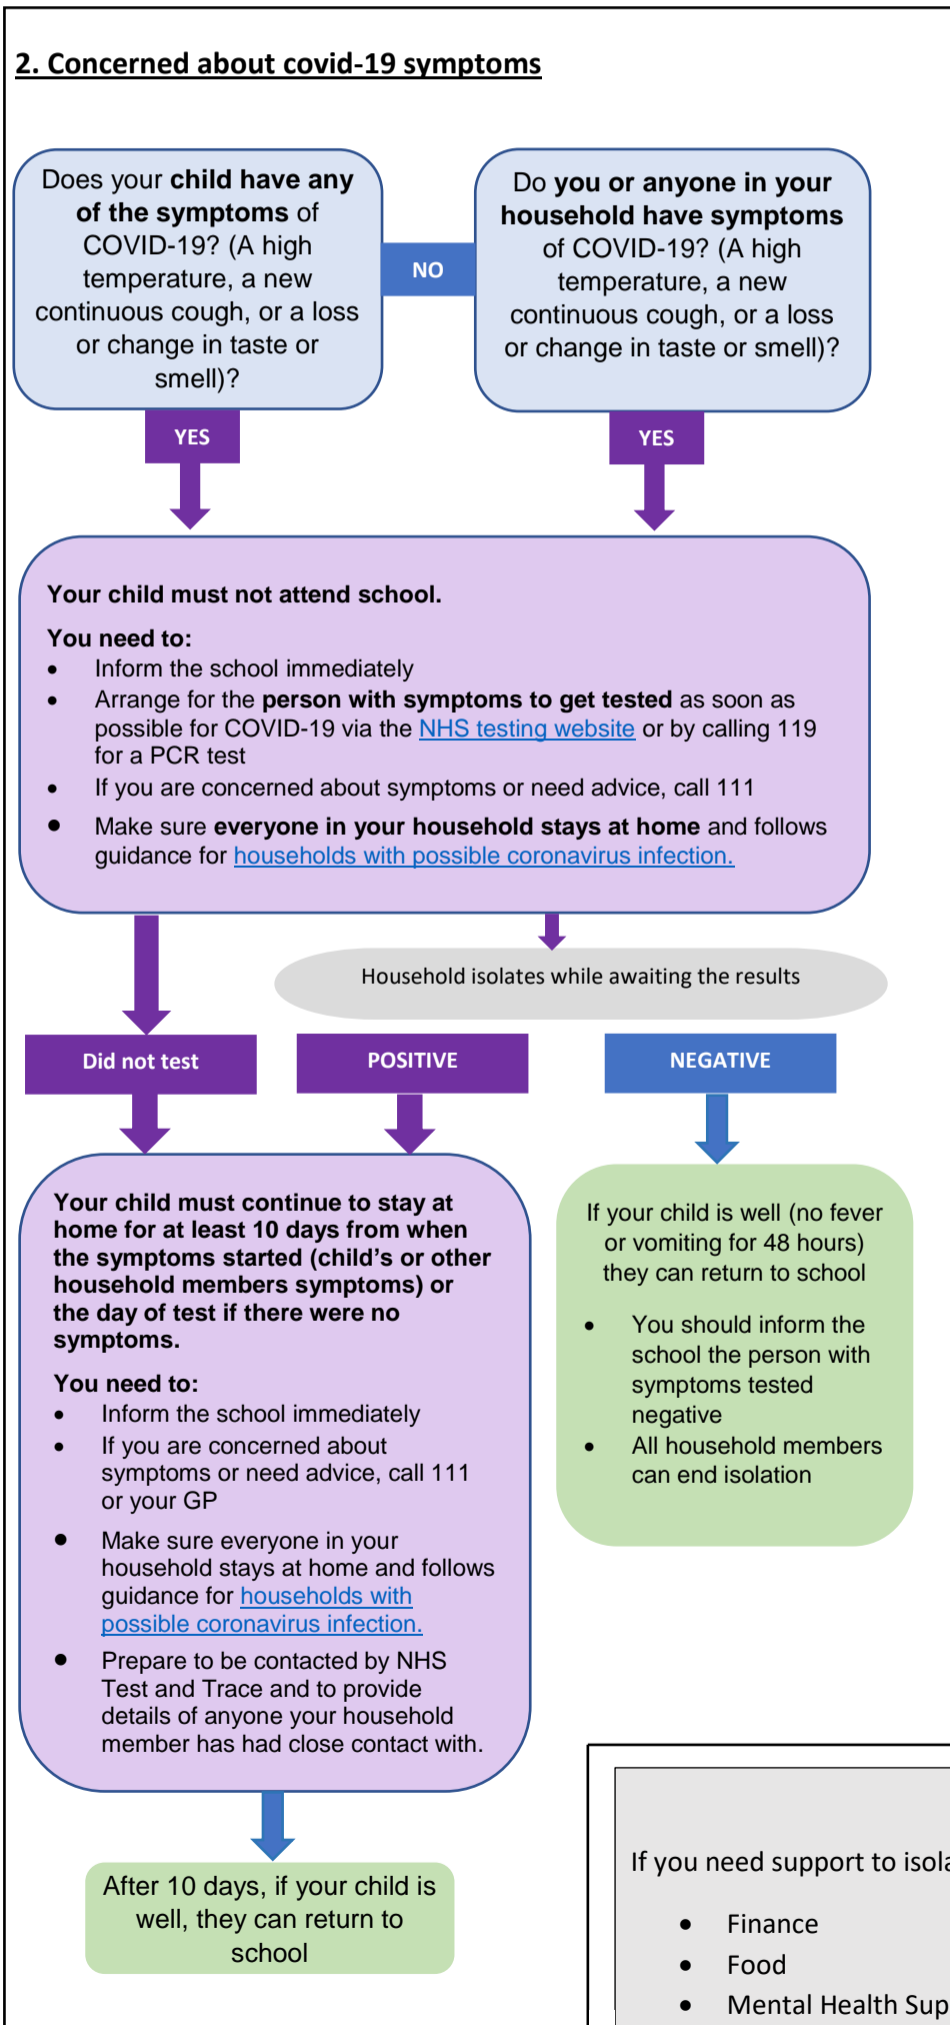 2. Concerned about covid-19 symptoms
Does your child have any
of the symptoms of
COVID-19? (A high
temperature, a new
continuous cough, or a loss
or change in taste or
smell)?
NO
Do you or anyone in your
household have symptoms
of COVID-19? (A high
temperature, a new
continuous cough, or a loss
or change in taste or smell)?
YES
YES
Your child must not attend school.
You need to:
• Inform the school immediately
• Arrange for the person with symptoms to get tested as soon as
possible for COVID-19 via the NHS testing website or by calling 119
for a PCR test
• If you are concerned about symptoms or need advice, call 111
• Make sure everyone in your household stays at home and follows
guidance for households with possible coronavirus infection.
Household isolates while awaiting the results
Did not test
POSITIVE
NEGATIVE
Your child must continue to stay at
home for at least 10 days from when
the symptoms started (child's or other
household members symptoms) or
the day of test if there were no
symptoms.
You need to:
• Inform the school immediately
• If you are concerned about
symptoms or need advice, call 111
or your GP
• Make sure everyone in your
household stays at home and follows
guidance for households with
possible coronavirus infection.
• Prepare to be contacted by NHS
Test and Trace and to provide
details of anyone your household
member has had close contact with.
If your child is well (no fever
or vomiting for 48 hours)
they can return to school
• You should inform the
school the person with
symptoms tested
negative
• All household members
can end isolation
After 10 days, if your child is
well, they can return to
school
If you need support to isola
• Finance
• Food
• Mental Health Sup